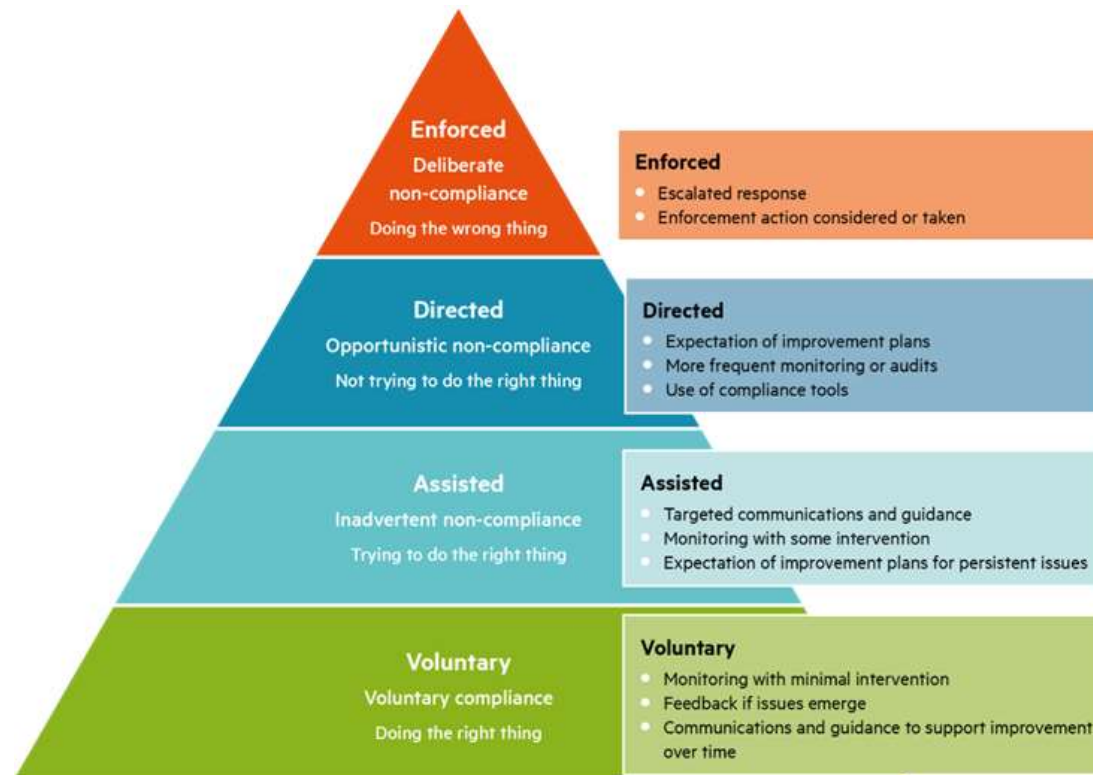 Enforced
Deliberate
non-compliance
Doing the wrong thing
Enforced
Escalated response
Enforcement action considered or taken
Directed
Opportunistic non-compliance
Not trying to do the right thing
Directed
Expectation of improvement plans
More frequent monitoring or audits
Use of compliance tools
Assisted
Inadvertent non-compliance
Trying to do the right thing
Assisted
Targeted communications and guidance
Monitoring with some intervention
Expectation of improvement plans for persistent issues
Voluntary
Voluntary compliance
Doing the right thing
Voluntary
Monitoring with minimal intervention
Feedback if issues emerge
Communications and guidance to support improvement
over time